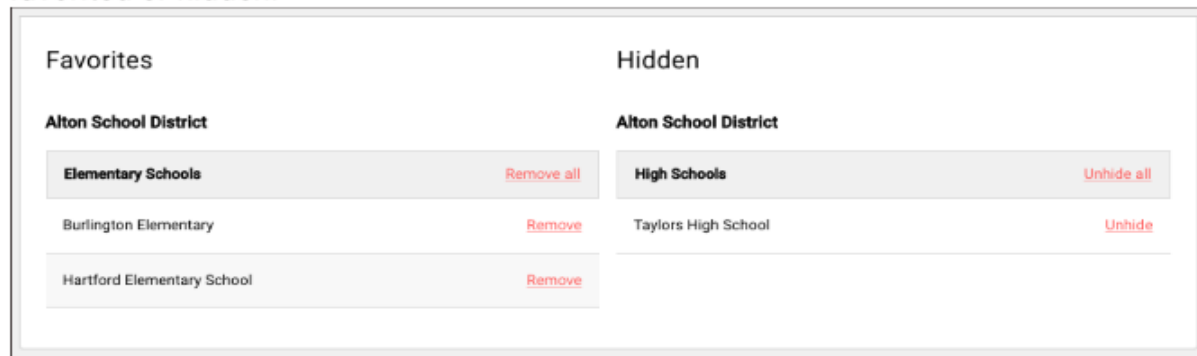 Favorites
Alton School District
Elementary Schools Remove all
Burlington Elementary Remove
Hartford Elementary School Remove
Hidden
Alton School District
High Schools Unhide all
Taylors High School Unhide